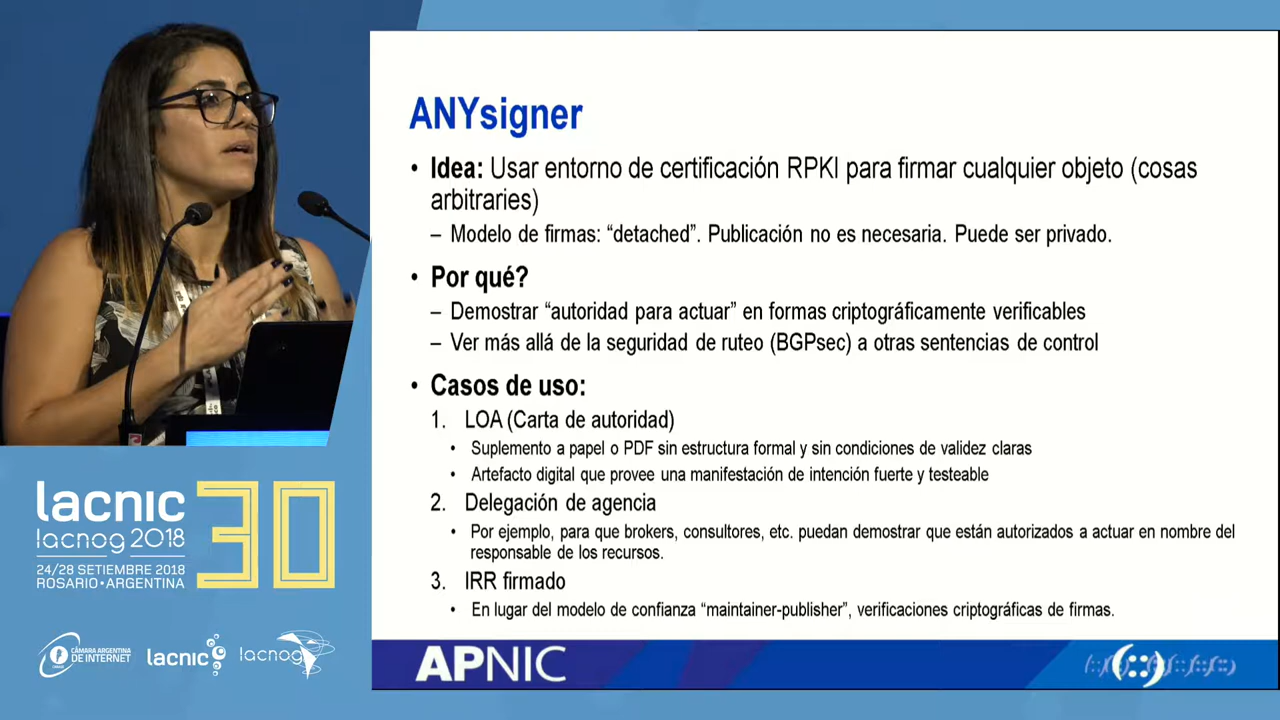 ANYsigner
• Idea: Usar entorno de certificación RPKI para firmar cualquier objeto (cosas
arbitraries)
– Modelo de firmas: “detached”. Publicación no es necesaria. Puede ser privado.
• Por qué?
– Demostrar “autoridad para actuar” en formas criptográficamente verificables
– Ver más allá de la seguridad de ruteo (BGPsec) a otras sentencias de control
• Casos de uso:
1. LOA (Carta de autoridad)
• Suplemento a papel o PDF sin estructura formal y sin condiciones de validez claras
• Artefacto digital que provee una manifestación de intención fuerte y testeable
2. Delegación de agencia
• Por ejemplo, para que brokers, consultores, etc. puedan demostrar que están autorizados a actuar en nombre del
responsable de los recursos.
3. IRR firmado
• En lugar del modelo de confianza “maintainer-publisher”, verificaciones criptográficas de firmas.
APNIC
lacnic 30
lacnog 2018
24/28 SETIEMBRE 2018
ROSARIO • ARGENTINA
CÁMARA ARGENTINA
DE INTERNET
lacnic
lacnog